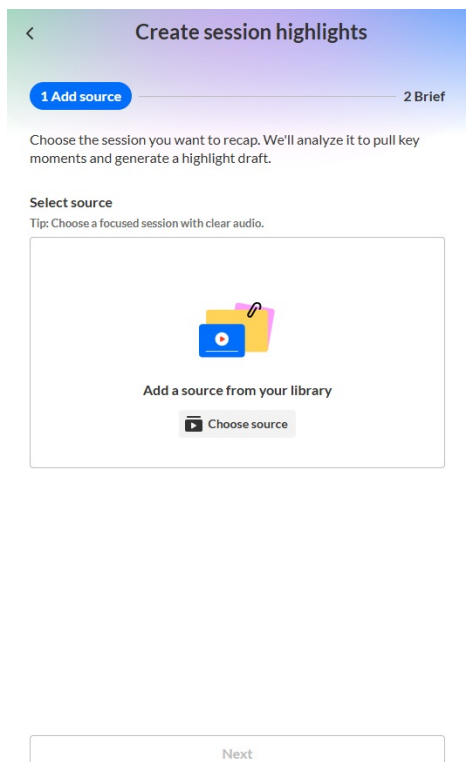 Create session highlights
1 Add source
2 Brief
Choose the session you want to recap. We'll analyze it to pull key
moments and generate a highlight draft.
Select source
Tip: Choose a focused session with clear audio.
Add a source from your library
Choose source
Next